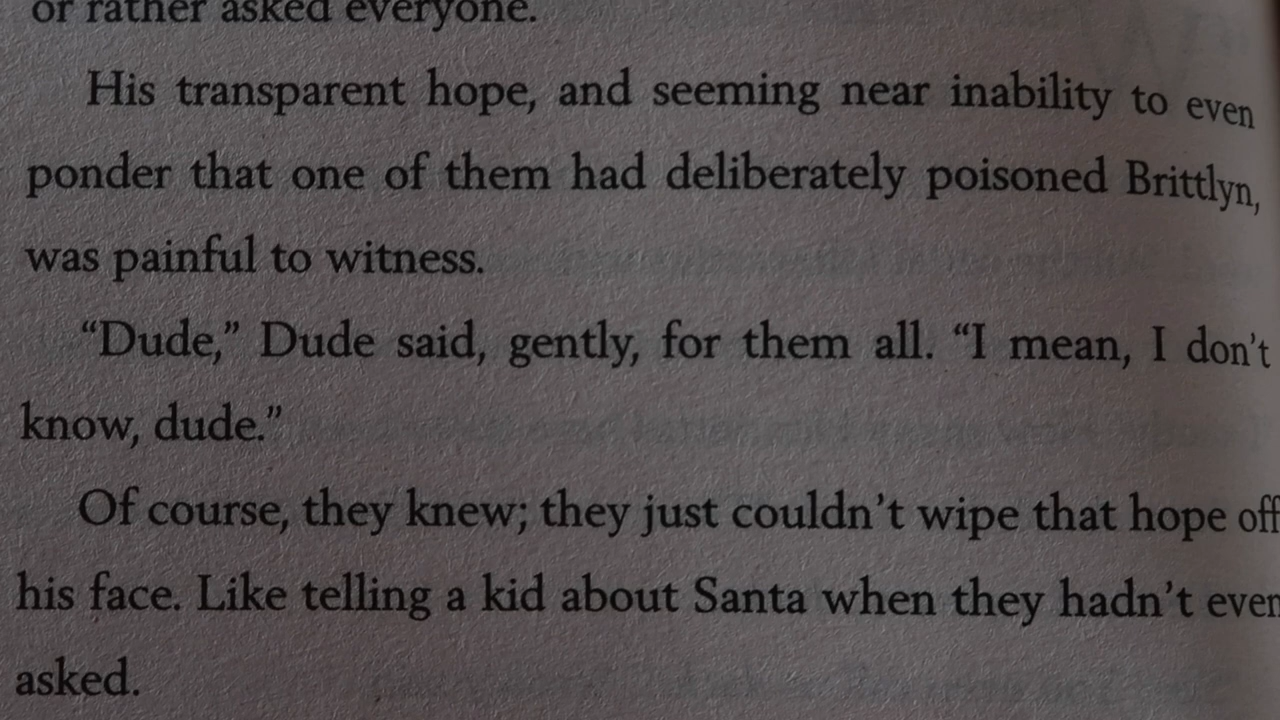 or rather asked everyone.
His transparent hope, and seeming near inability to even
ponder that one of them had deliberately poisoned Brittlyn,
was painful to witness.
“Dude,” Dude said, gently, for them all. “I mean, I don’t
know, dude.”
Of course, they knew; they just couldn’t wipe that hope off
his face. Like telling a kid about Santa when they hadn’t even
asked.